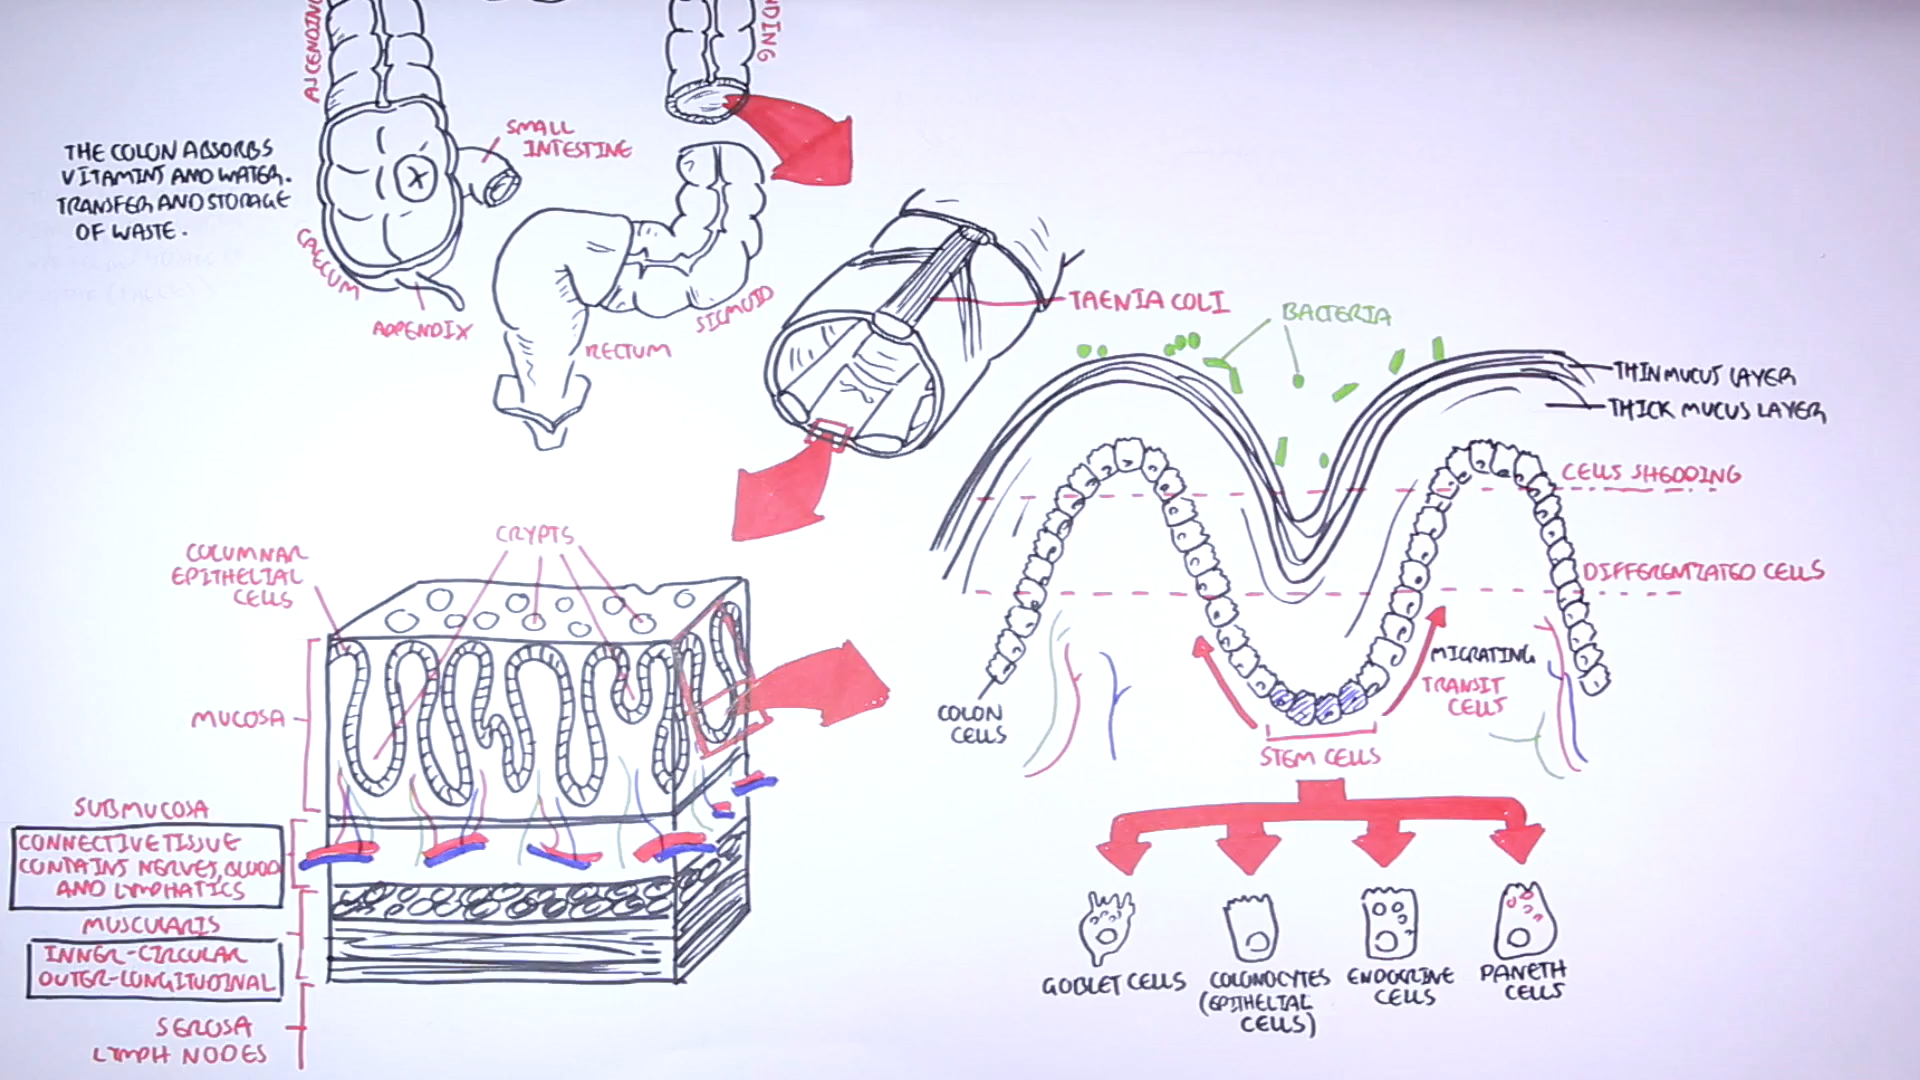 ASCENDING
NDING
THE COLON ABSORBS
VITAMINS AND WATER.
TRANSFER AND STORAGE
OF WASTE.
SMALL
INTESTINE
CAECUM
APPENDIX
RECTUM
SIGMOID
TAENIA COLI
BACTERIA
THIN MUCUS LAYER
THICK MUCUS LAYER
CELLS SHEDDING
DIFFERENTIATED CELLS
MIGRATING
TRANSIT
CELLS
COLON
CELLS
STEM CELLS
GOBLET CELLS
COLONOCYTES
(EPITHELIAL
CELLS)
ENDOCRINE
CELLS
PANETH
CELLS
CRYPTS
COLUMNAR
EPITHELIAL
CELLS
MUCOSA
SUBMUCOSA
CONNECTIVE TISSUE
CONTAINS NERVES, BLOOD
AND LYMPHATICS
MUSCULARIS
INNER-CIRCULAR
OUTER-LONGITUDINAL
SEROSA
LYMPH NODES